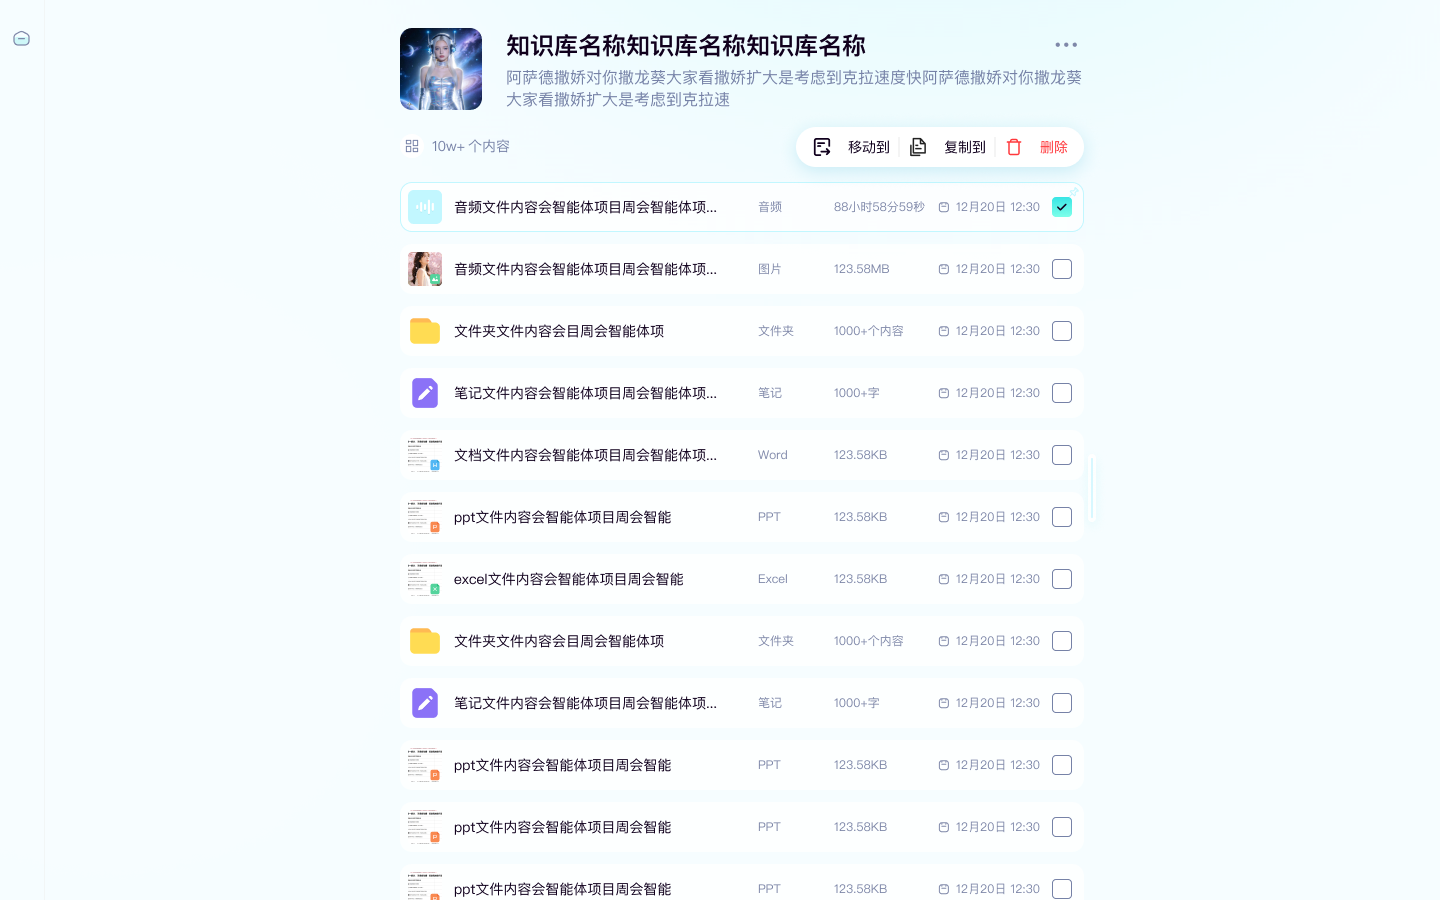 知识库名称知识库名称知识库名称
阿萨德撒娇对你撒龙葵大家看撒娇扩大是考虑到克拉速度快阿萨德撒娇对你撒龙葵
大家看撒娇扩大是考虑到克拉速
10w+ 个内容
移动到 复制到 删除
音频文件内容会智能体项目周会智能体项... 音频 88小时58分59秒 12月20日 12:30
音频文件内容会智能体项目周会智能体项... 图片 123.58MB 12月20日 12:30
文件夹文件内容会目周会智能体项 文件夹 1000+个内容 12月20日 12:30
笔记文件内容会智能体项目周会智能体项... 笔记 1000+字 12月20日 12:30
文档文件内容会智能体项目周会智能体项... Word 123.58KB 12月20日 12:30
ppt文件内容会智能体项目周会智能 PPT 123.58KB 12月20日 12:30
excel文件内容会智能体项目周会智能 Excel 123.58KB 12月20日 12:30
文件夹文件内容会目周会智能体项 文件夹 1000+个内容 12月20日 12:30
笔记文件内容会智能体项目周会智能体项... 笔记 1000+字 12月20日 12:30
ppt文件内容会智能体项目周会智能 PPT 123.58KB 12月20日 12:30
ppt文件内容会智能体项目周会智能 PPT 123.58KB 12月20日 12:30
ppt文件内容会智能体项目周会智能 PPT 123.58KB 12月20日 12:30